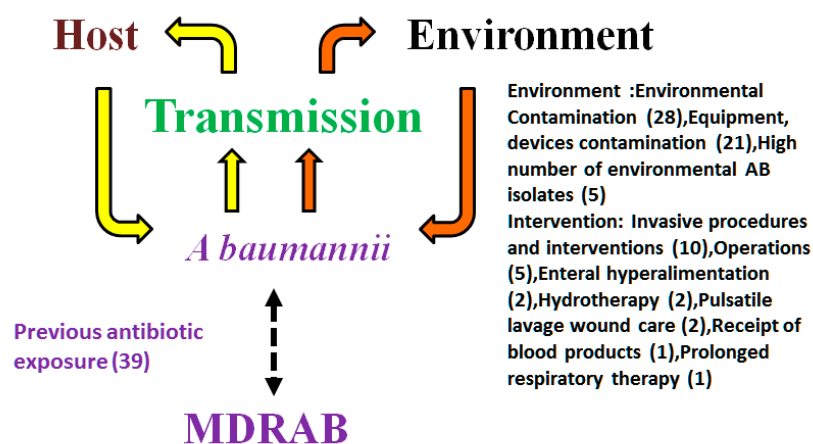 Host
Environment
Transmission
A baumannii
Previous antibiotic
exposure (39)
MDRAB
Environment :Environmental
Contamination (28),Equipment,
devices contamination (21),High
number of environmental AB
isolates (5)
Intervention: Invasive procedures
and interventions (10),Operations
(5),Enteral hyperalimentation
(2),Hydrotherapy (2),Pulsatile
lavage wound care (2),Receipt of
blood products (1),Prolonged
respiratory therapy (1)